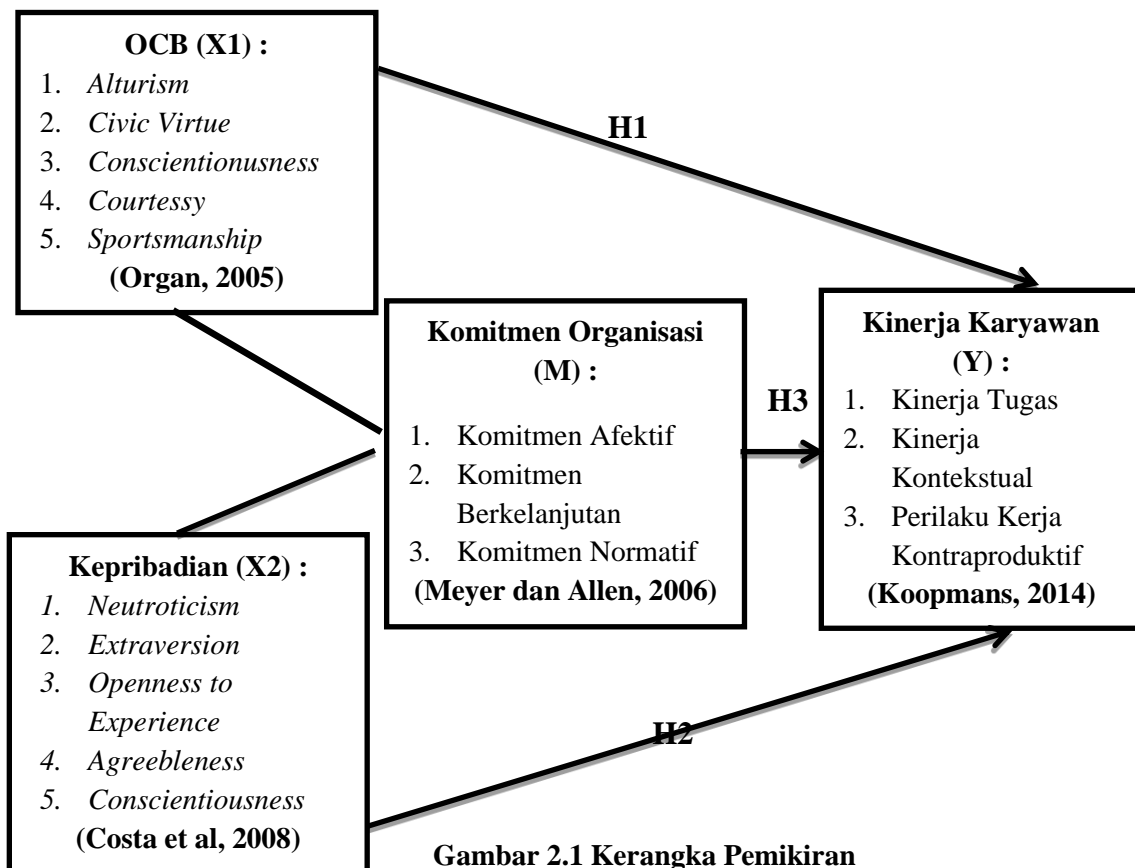 OCB (X1) :
1. Alturism
2. Civic Virtue
3. Conscientionusness
4. Courtessy
5. Sportsmanship
(Organ, 2005)
H1
Komitmen Organisasi
(M) :
1. Komitmen Afektif
2. Komitmen
Berkelanjutan
3. Komitmen Normatif
(Meyer dan Allen, 2006)
H3
Kinerja Karyawan
(Y) :
1. Kinerja Tugas
2. Kinerja
Kontekstual
3. Perilaku Kerja
Kontraproduktif
(Koopmans, 2014)
Kepribadian (X2) :
1. Neutroticism
2. Extraversion
3. Openness to
Experience
4. Agreebleness
5. Conscientiousness
(Costa et al, 2008)
H2
Gambar 2.1 Kerangka Pemikiran